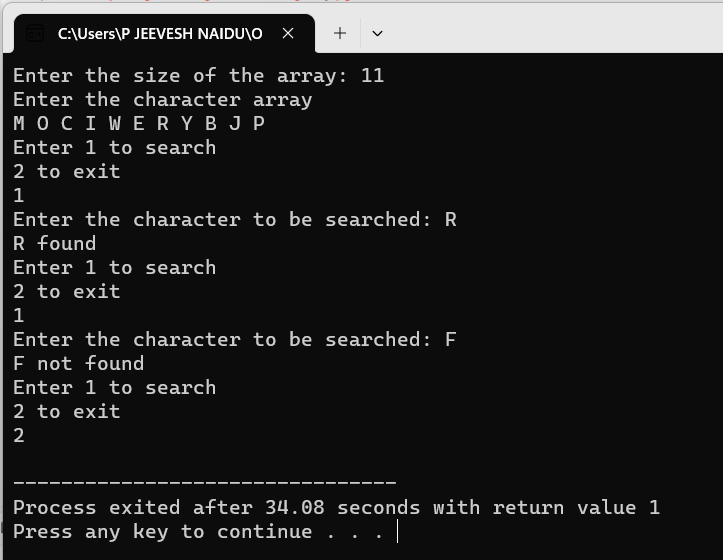 C:\Users\P JEEVESH NAIDU\O
Enter the size of the array: 11
Enter the character array
M O C I W E R Y B J P
Enter 1 to search
2 to exit
1
Enter the character to be searched: R
R found
Enter 1 to search
2 to exit
1
Enter the character to be searched: F
F not found
Enter 1 to search
2 to exit
2
--------------------------------
Process exited after 34.08 seconds with return value 1
Press any key to continue . . .